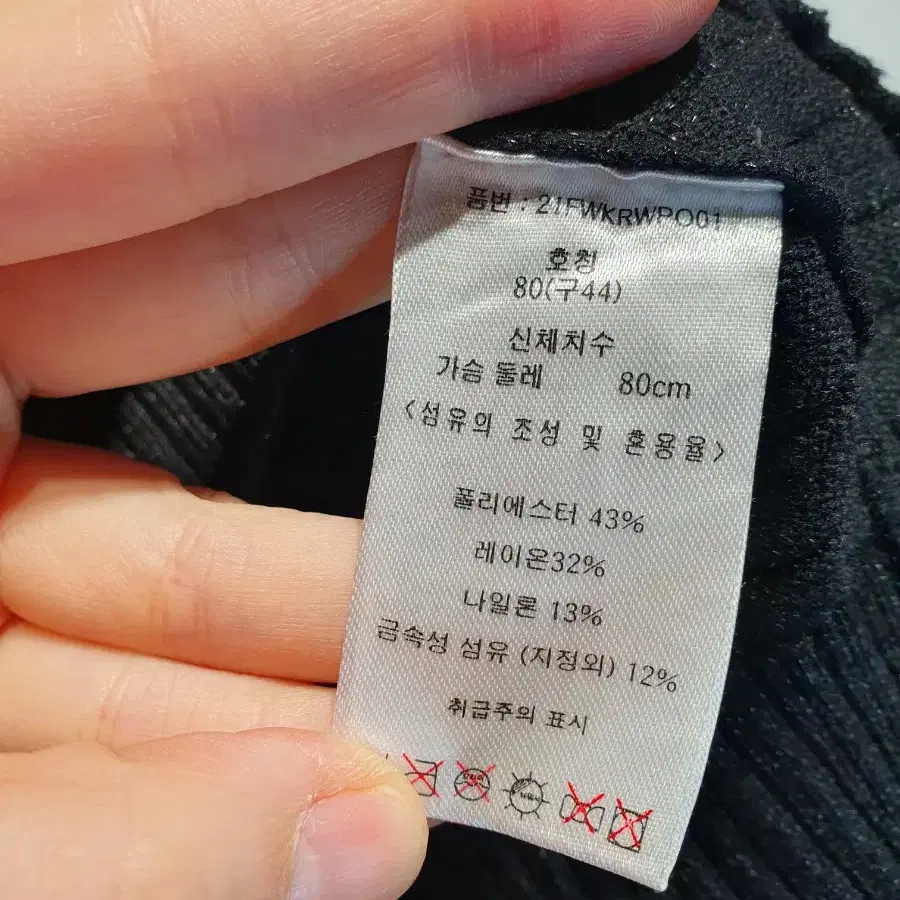 품번 : 21FWKRWPO01
호칭
80(구44)
신체치수
가슴 둘레 80cm
<섬유의 조성 및 혼용율>
폴리에스터 43%
레이온32%
나일론 13%
금속성 섬유 (지정외) 12%
취급주의 표시